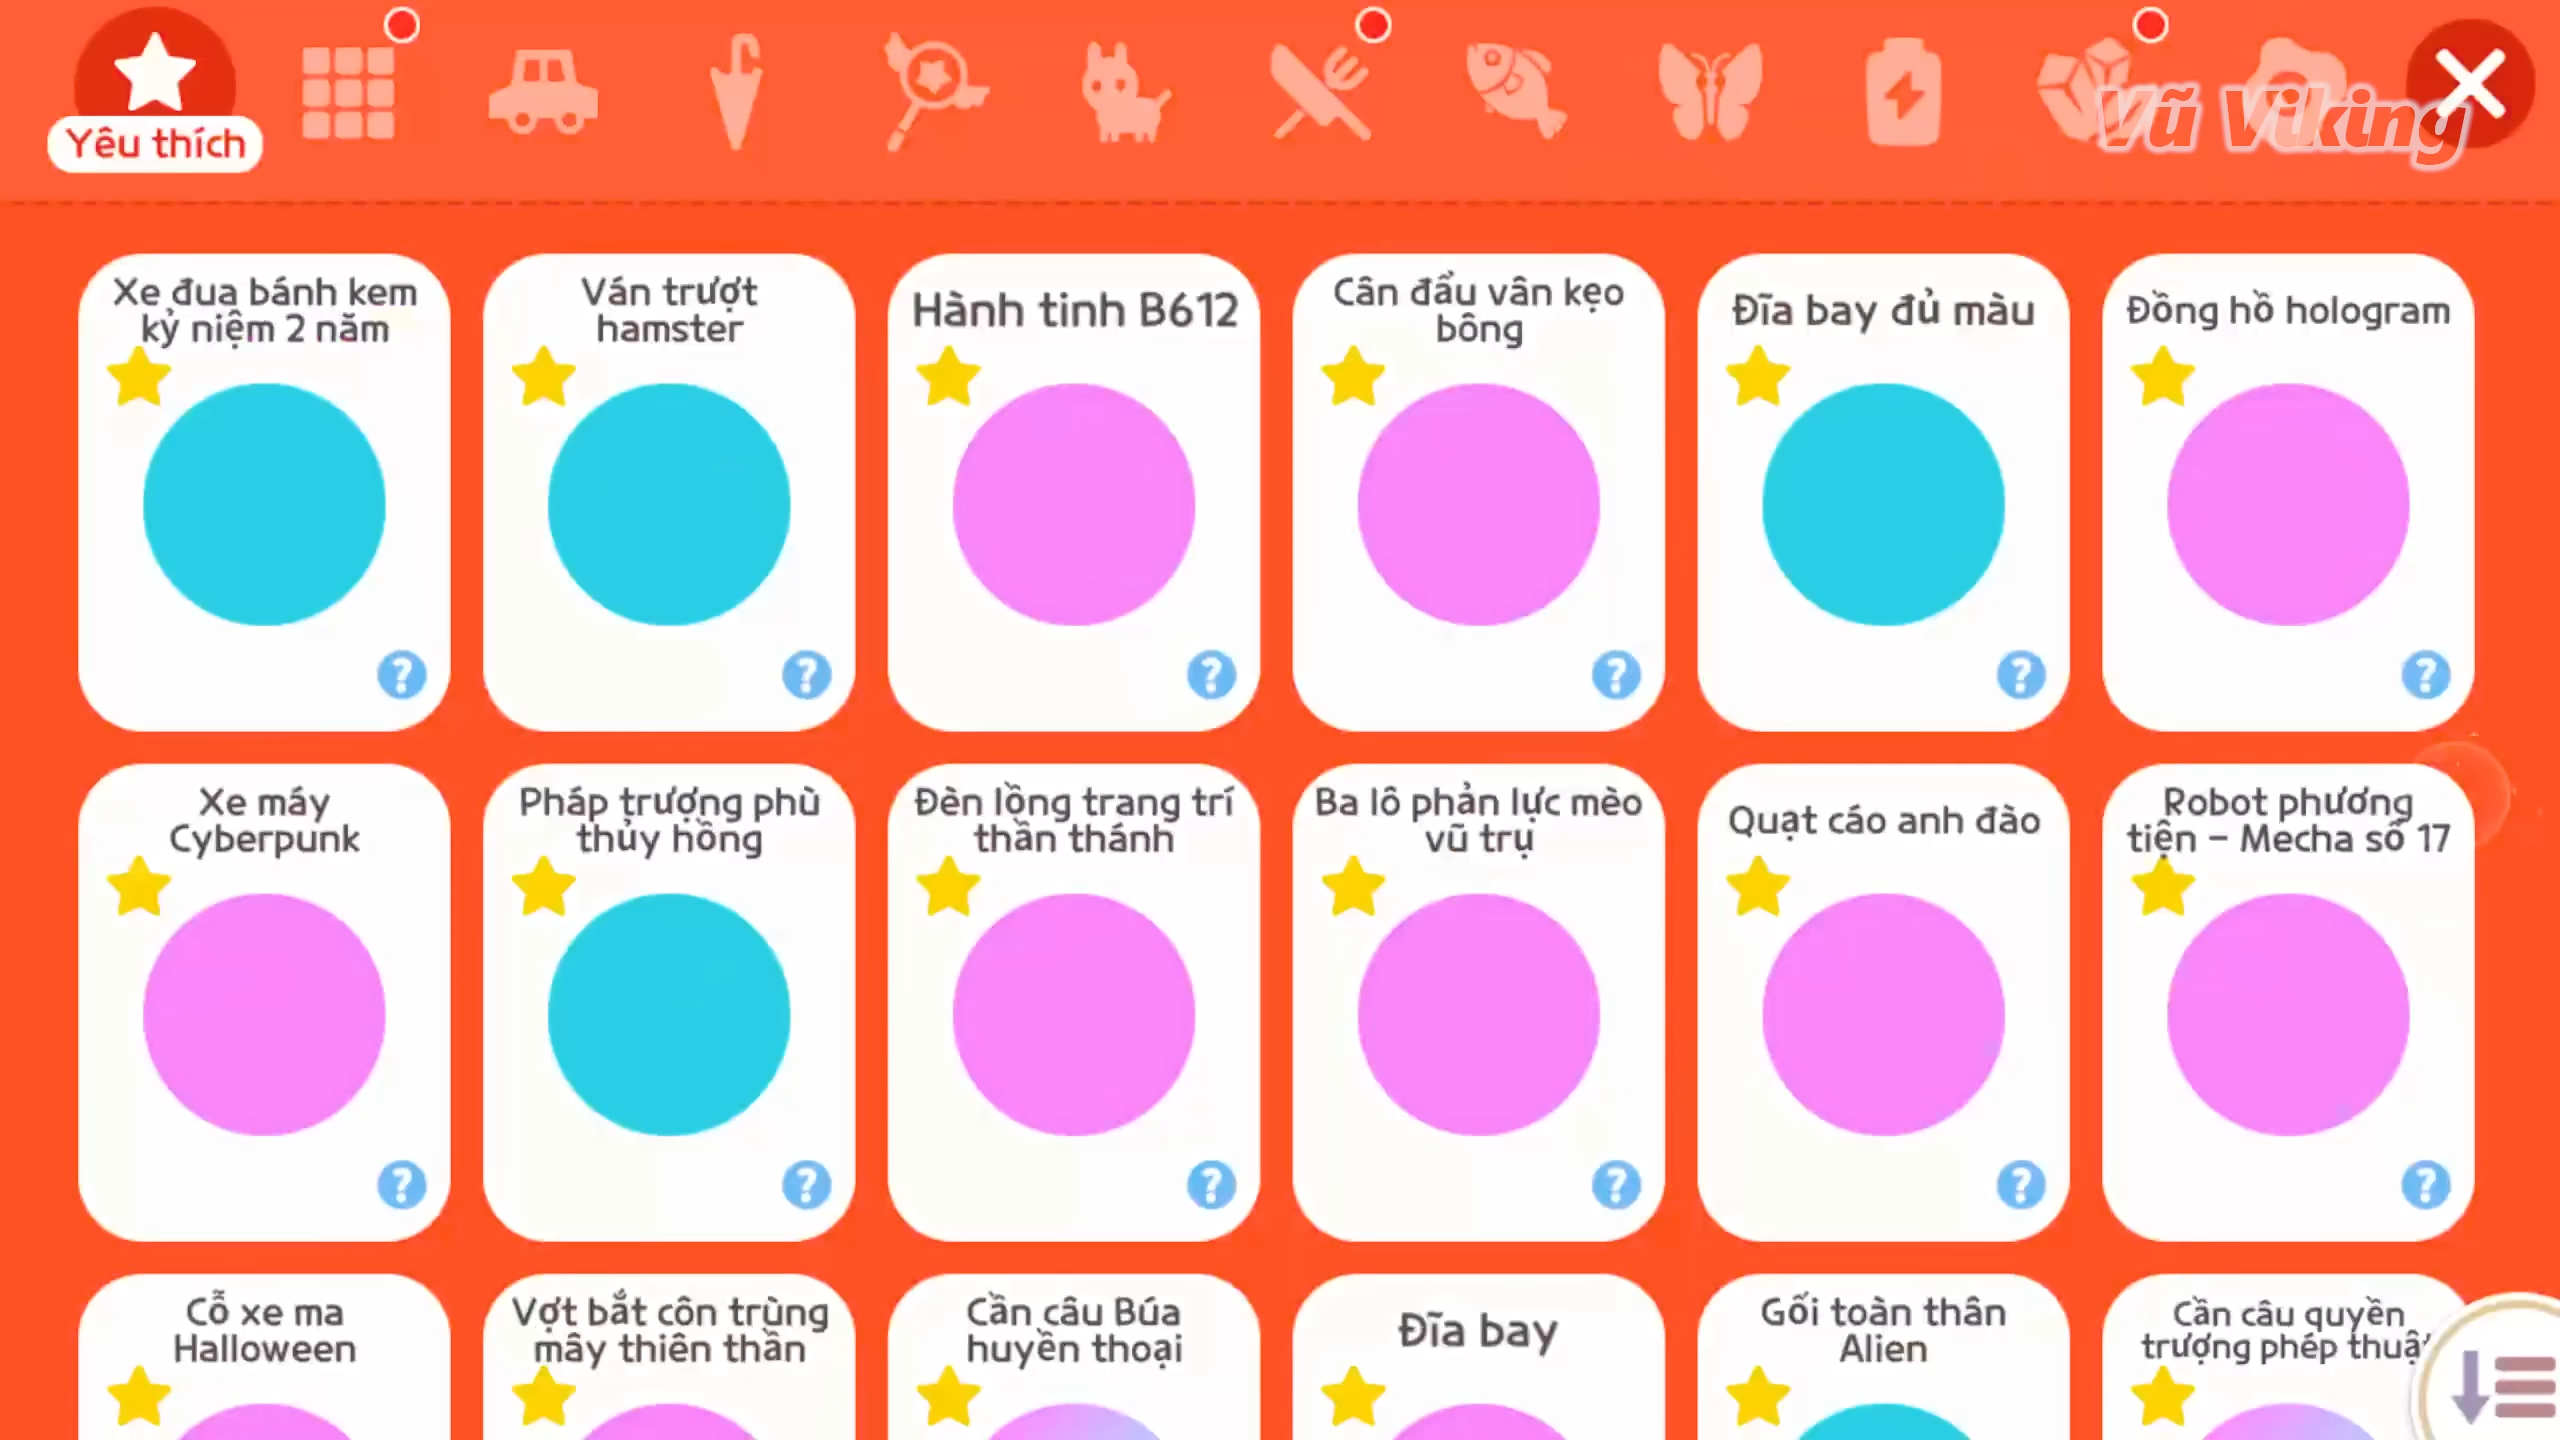 Yêu thích
Vũ Viking
Xe đua bánh kem
kỷ niệm 2 năm
Ván trượt
hamster
Hành tinh B612
Cân đẩu vân kẹo
bông
Đĩa bay đủ màu
Đồng hồ hologram
?
?
?
?
?
?
Xe máy
Cyberpunk
Pháp trượng phù
thủy hồng
Đèn lồng trang trí
thần thánh
Ba lô phản lực mèo
vũ trụ
Quạt cáo anh đào
Robot phương
tiện - Mecha số 17
?
?
?
?
?
?
Cỗ xe ma
Halloween
Vợt bắt côn trùng
mây thiên thần
Cần câu Búa
huyền thoại
Đĩa bay
Gối toàn thân
Alien
Cần câu quyền
trượng phép